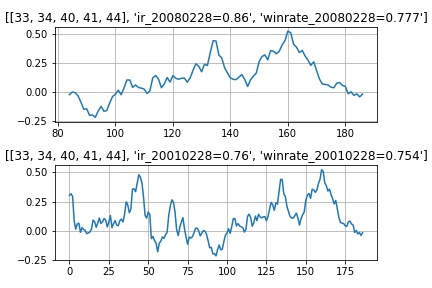 [[33, 34, 40, 41, 44], 'ir_20080228=0.86', 'winrate_20080228=0.777']
0.50
0.25
0.00
−0.25
80 100 120 140 160 180
[[33, 34, 40, 41, 44], 'ir_20010228=0.76', 'winrate_20010228=0.754']
0.50
0.25
0.00
−0.25
0 25 50 75 100 125 150 175